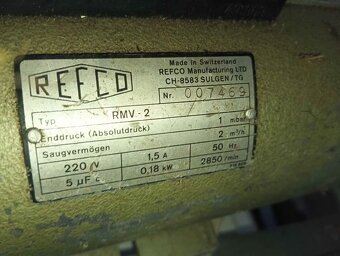 REFCO
Made in Switzerland
REFCO Manufacturing LTD
CH-8583 SULGEN/TG
Nr. 007469
Typ RMV-2
Enddruck (Absolutdruck) 1 mbar
Saugvermögen 2 m³/h
220 V 1,5 A 50 Hz
5 µF 0,18 kW 2850/min